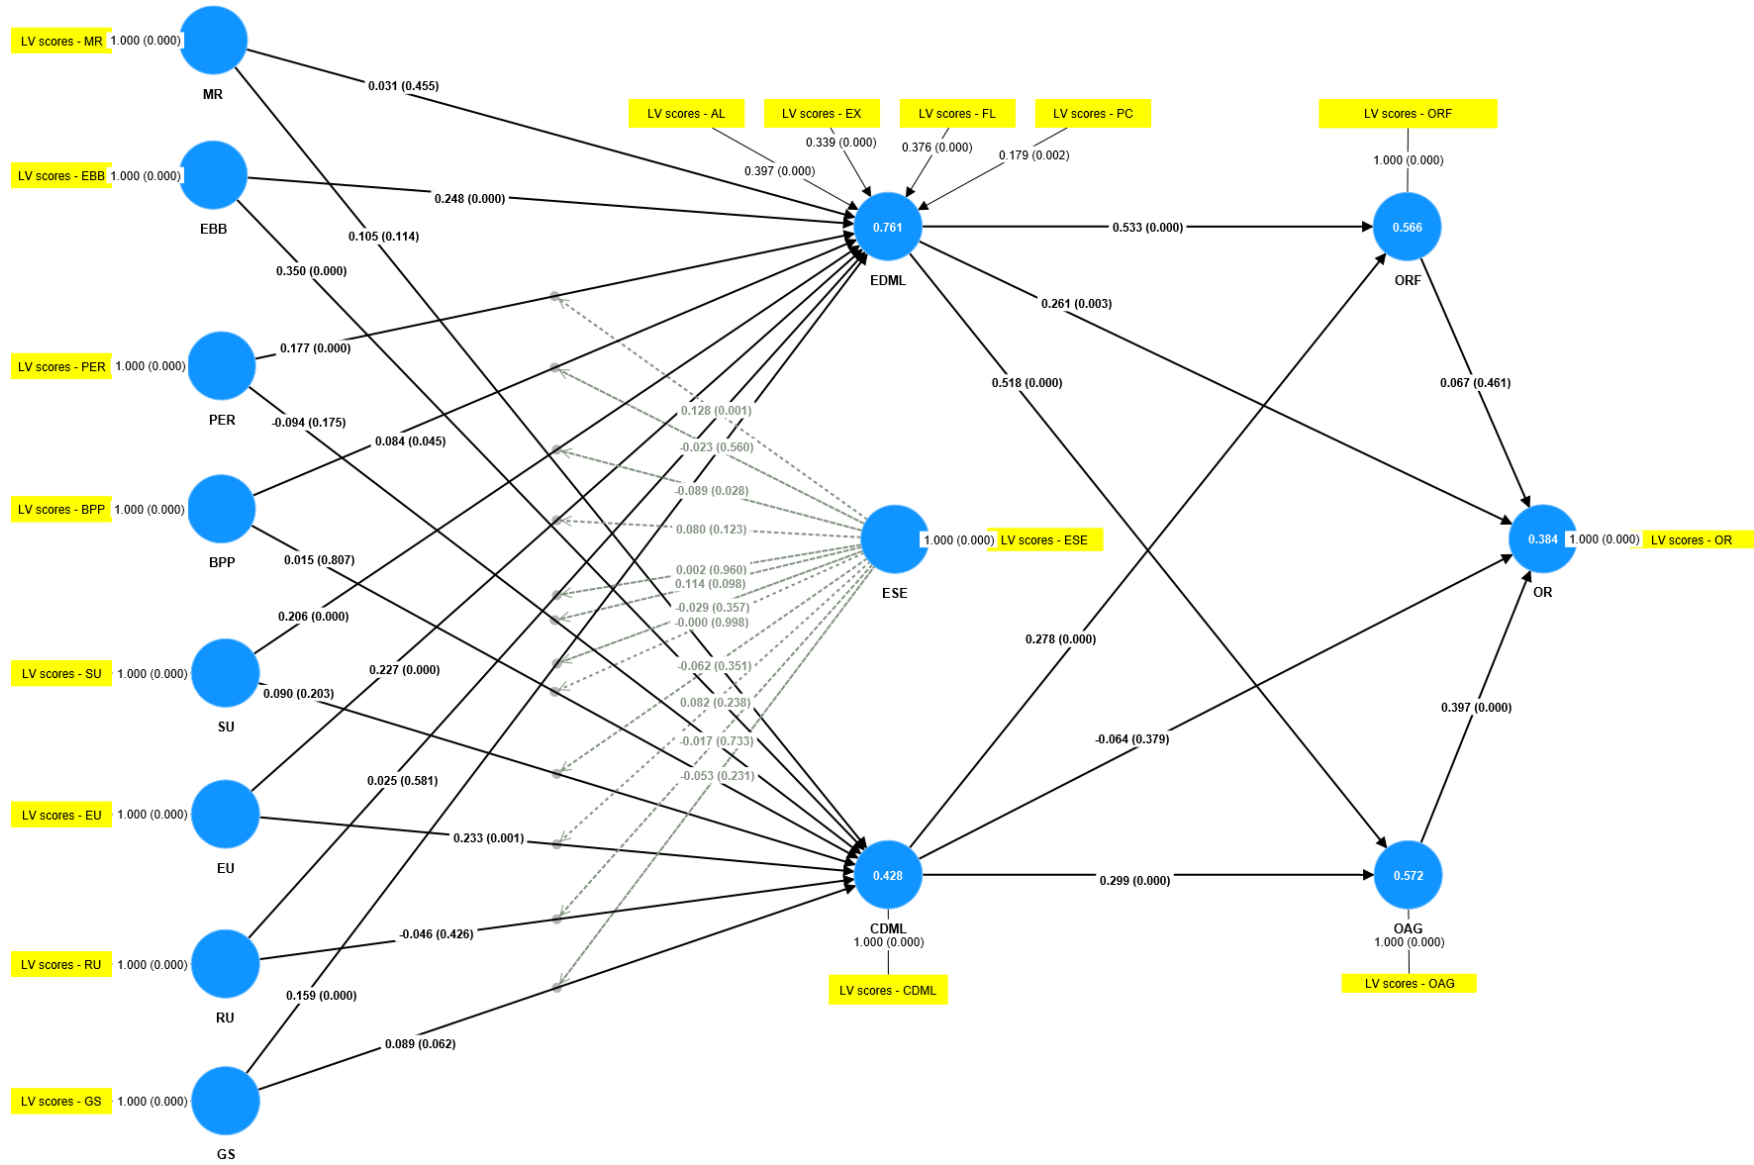 LV scores - MR
1.000 (0.000)
MR
0.031 (0.455)
LV scores - AL
LV scores - EX
LV scores - FL
LV scores - PC
LV scores - ORF
0.339 (0.000)
0.376 (0.000)
0.179 (0.002)
0.397 (0.000)
1.000 (0.000)
LV scores - EBB
1.000 (0.000)
EBB
0.248 (0.000)
0.105 (0.114)
0.350 (0.000)
0.761
EDML
0.533 (0.000)
0.566
ORF
0.261 (0.003)
LV scores - PER
1.000 (0.000)
PER
0.177 (0.000)
-0.094 (0.175)
0.518 (0.000)
0.067 (0.461)
0.128 (0.001)
0.084 (0.045)
-0.023 (0.560)
-0.089 (0.028)
LV scores - BPP
1.000 (0.000)
BPP
0.080 (0.123)
0.015 (0.807)
1.000 (0.000)
LV scores - ESE
ESE
0.384
1.000 (0.000)
LV scores - OR
OR
0.002 (0.960)
0.114 (0.098)
-0.029 (0.357)
-0.000 (0.998)
0.206 (0.000)
0.278 (0.000)
LV scores - SU
1.000 (0.000)
SU
0.227 (0.000)
-0.062 (0.351)
0.090 (0.203)
0.082 (0.238)
0.397 (0.000)
-0.017 (0.733)
-0.064 (0.379)
0.025 (0.581)
-0.053 (0.231)
LV scores - EU
1.000 (0.000)
EU
0.233 (0.001)
0.428
CDML
1.000 (0.000)
LV scores - CDML
0.299 (0.000)
0.572
OAG
1.000 (0.000)
LV scores - OAG
LV scores - RU
1.000 (0.000)
RU
-0.046 (0.426)
0.159 (0.000)
0.089 (0.062)
LV scores - GS
1.000 (0.000)
GS